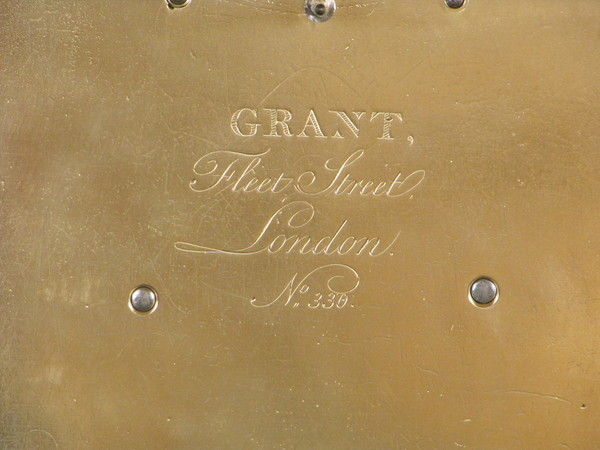 GRANT,
Fleet Street,
London.
No. 330.